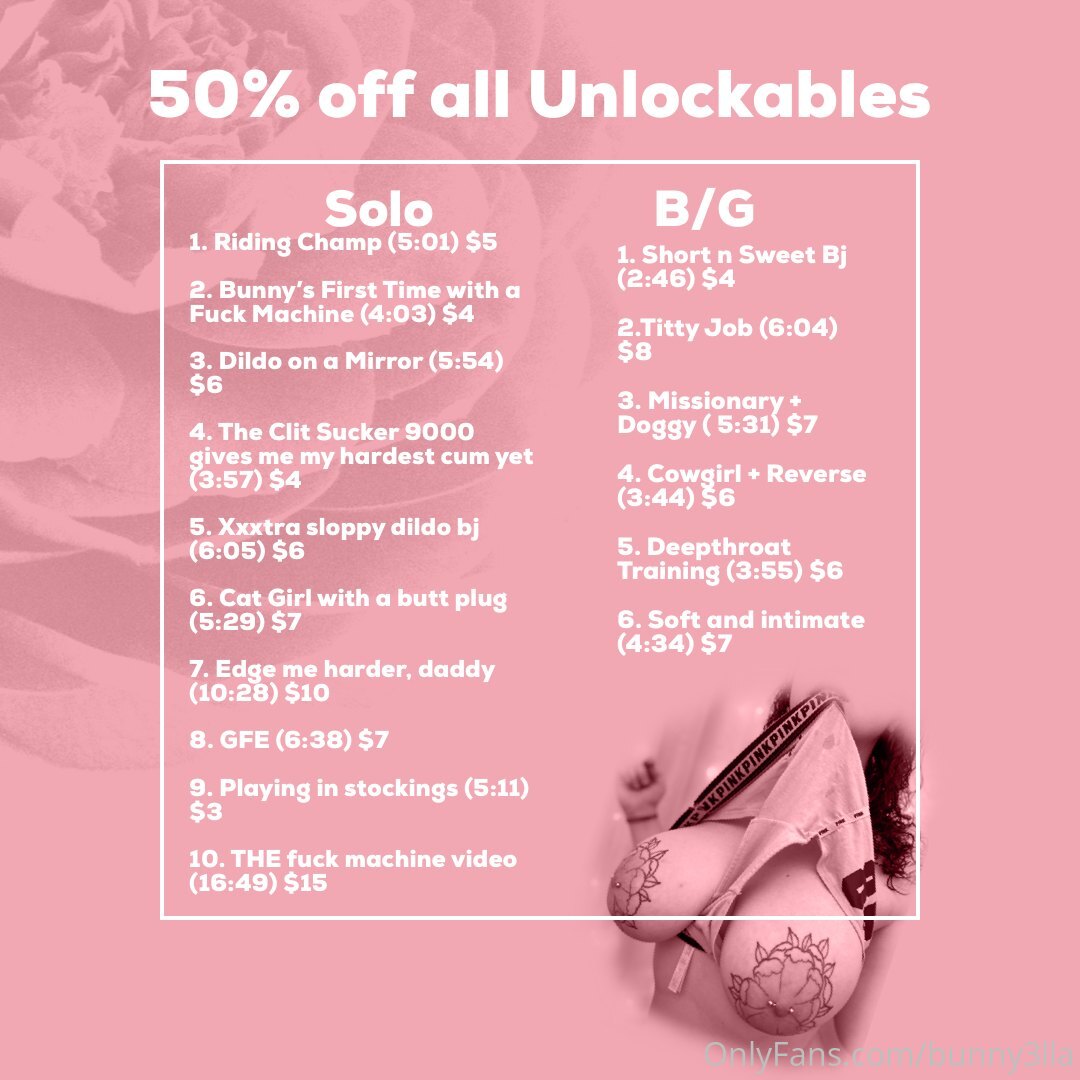 50% off all Unlockables
Solo
1. Riding Champ (5:01) $5
2. Bunny's First Time with a
Fuck Machine (4:03) $4
3. Dildo on a Mirror (5:54)
$6
4. The Clit Sucker 9000
gives me my hardest cum yet
(3:57) $4
5. Xxxtra sloppy dildo bj
(6:05) $6
6. Cat Girl with a butt plug
(5:29) $7
7. Edge me harder, daddy
(10:28) $10
8. GFE (6:38) $7
9. Playing in stockings (5:11)
$3
10. THE fuck machine video
(16:49) $15
B/G
1. Short n Sweet Bj
(2:46) $4
2.Titty Job (6:04)
$8
3. Missionary +
Doggy ( 5:31) $7
4. Cowgirl + Reverse
(3:44) $6
5. Deepthroat
Training (3:55) $6
6. Soft and intimate
(4:34) $7
PINKPINKPINKPIN
OnlyFans.com/bunny3lla